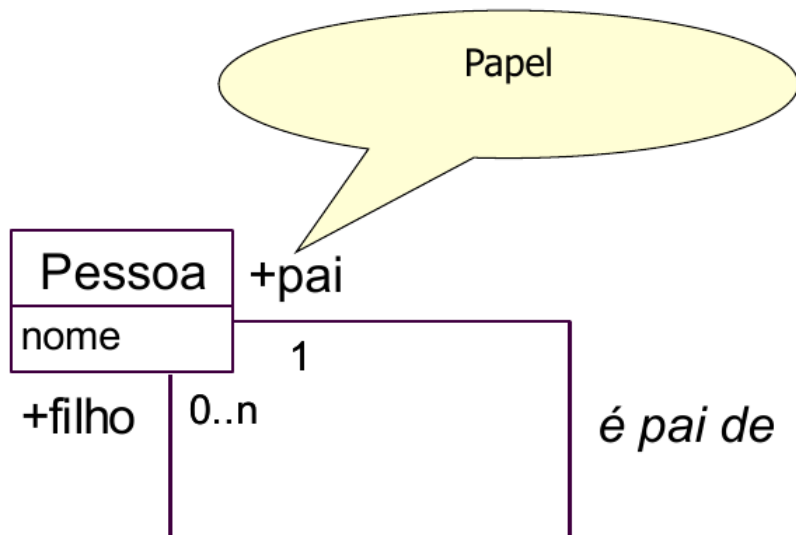 Papel
Pessoa
+pai
nome
1
+filho
0..n
é pai de